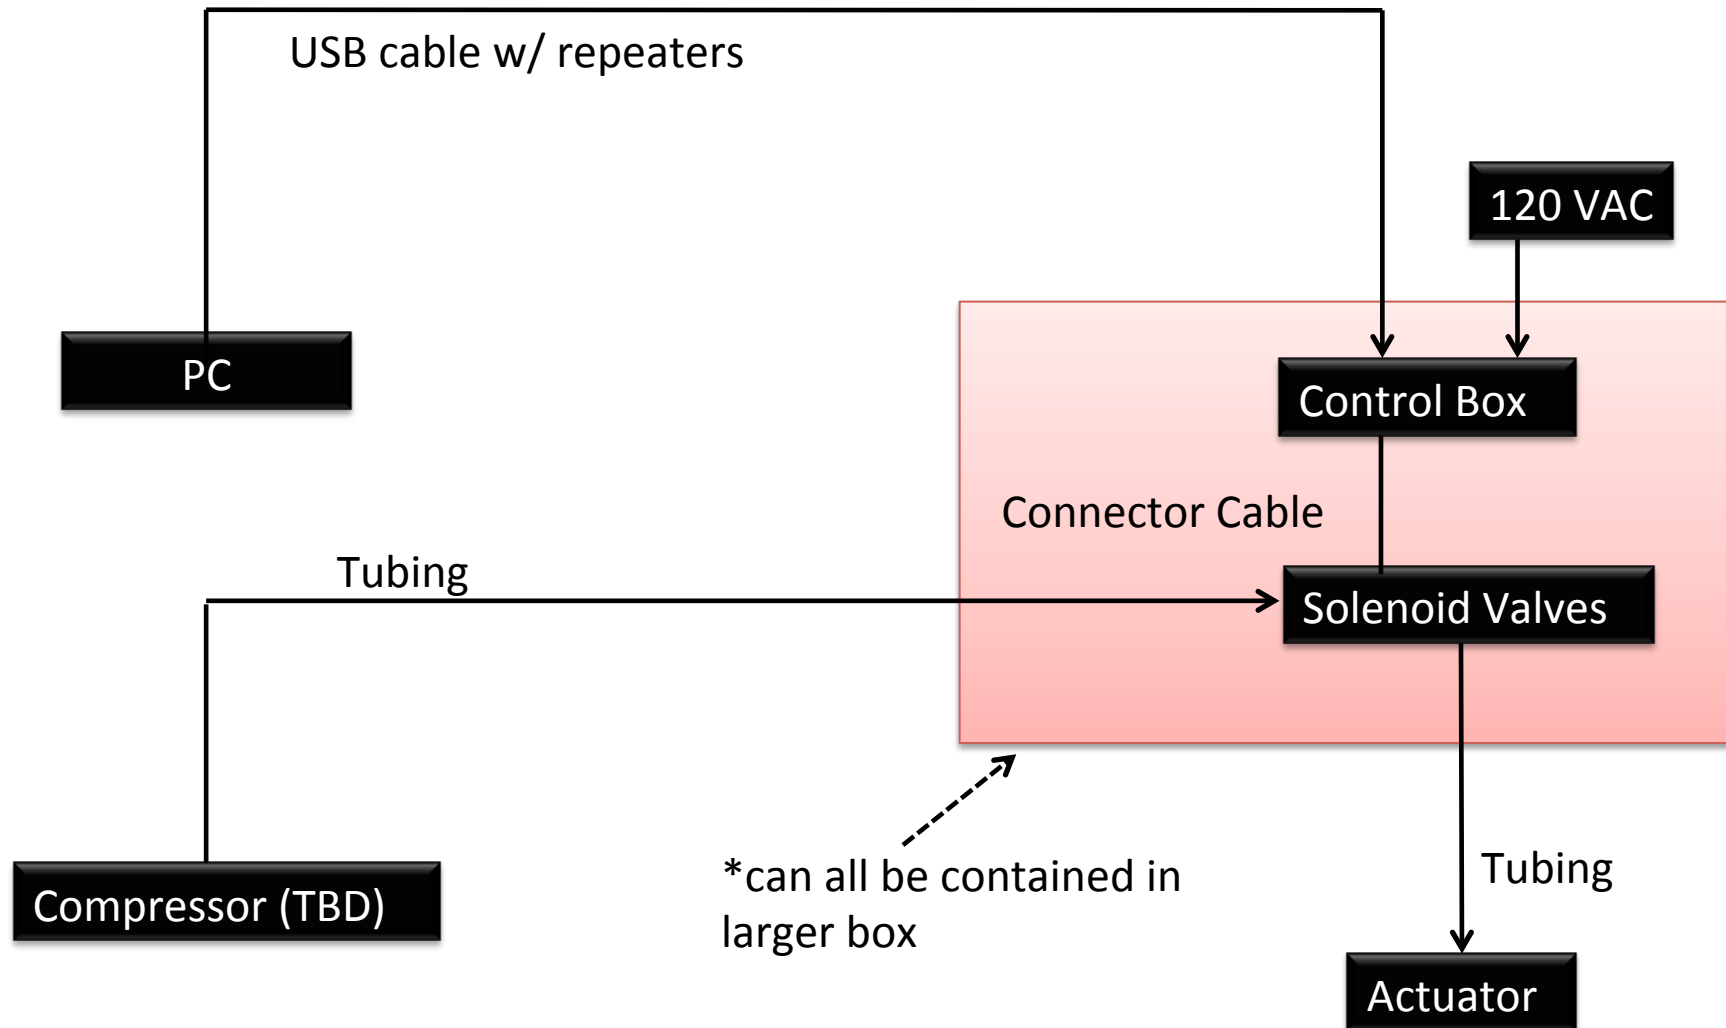 USB cable w/ repeaters
120 VAC
PC
Control Box
Connector Cable
Tubing
Solenoid Valves
Compressor (TBD)
*can all be contained in
larger box
Tubing
Actuator